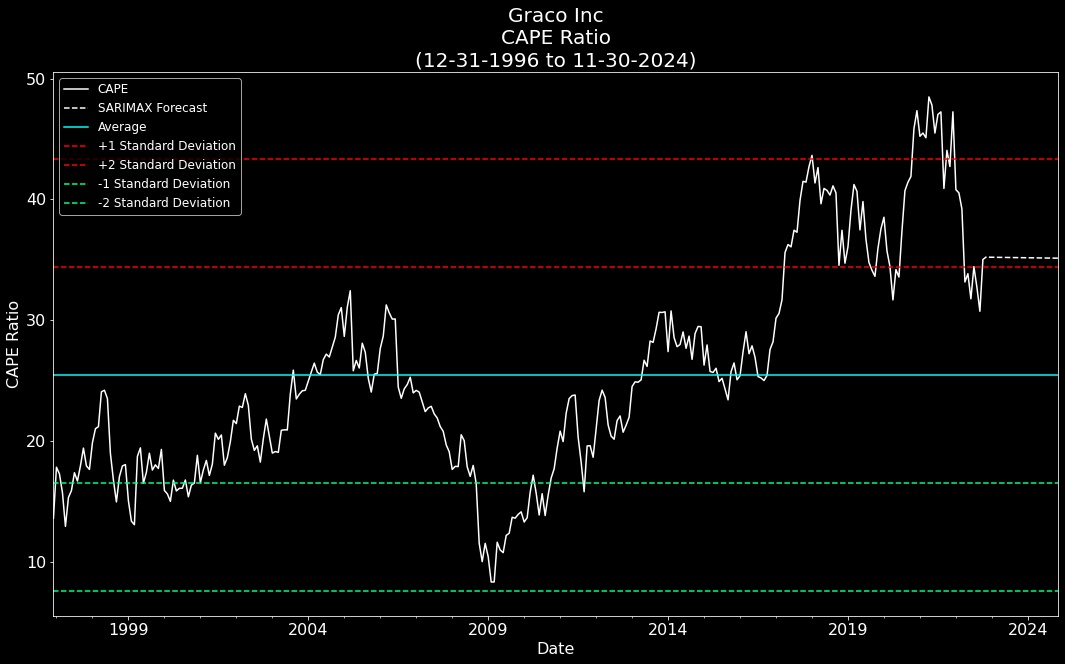 Graco Inc
CAPE Ratio
(12-31-1996 to 11-30-2024)
CAPE
SARIMAX Forecast
Average
+1 Standard Deviation
+2 Standard Deviation
-1 Standard Deviation
-2 Standard Deviation
50
40
30
20
10
CAPE Ratio
1999 2004 2009 2014 2019 2024
Date